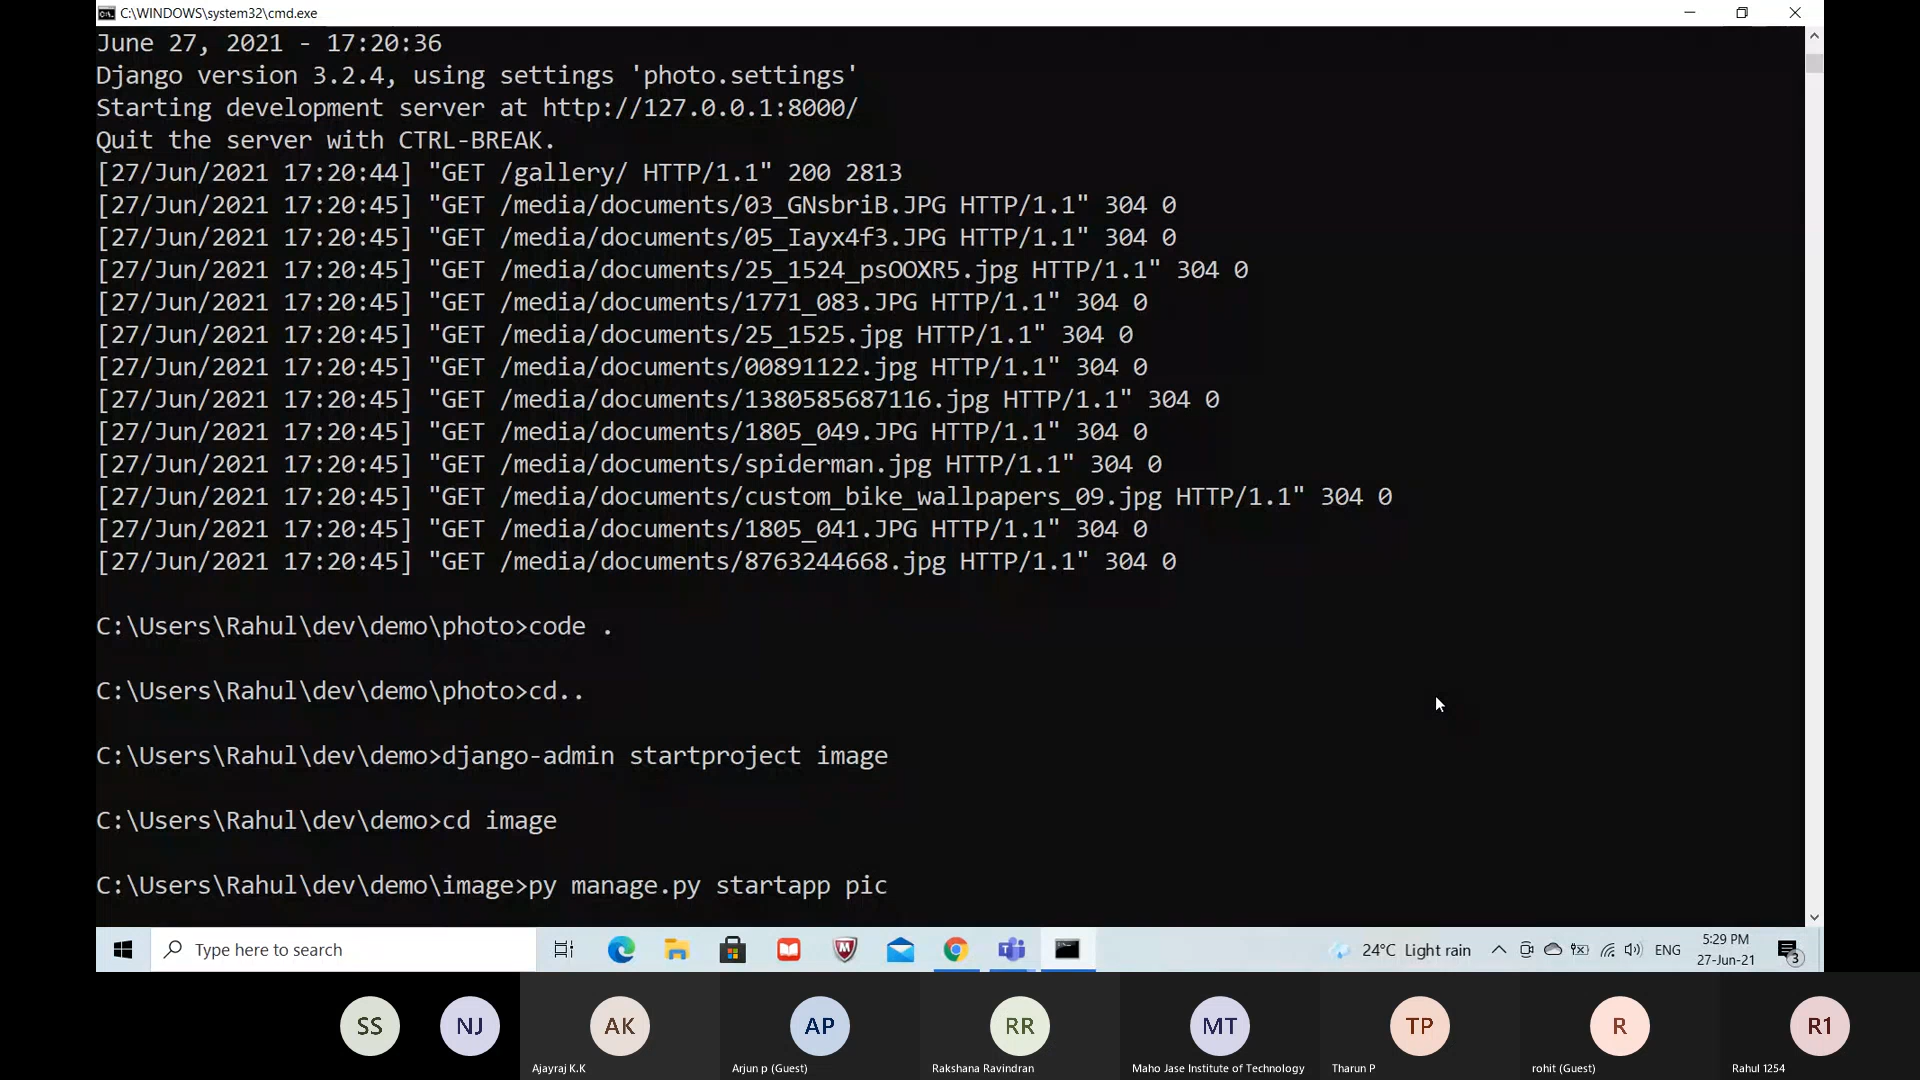 C:\WINDOWS\system32\cmd.exe
June 27, 2021 - 17:20:36
Django version 3.2.4, using settings 'photo.settings'
Starting development server at http://127.0.0.1:8000/
Quit the server with CTRL-BREAK.
[27/Jun/2021 17:20:44] "GET /gallery/ HTTP/1.1" 200 2813
[27/Jun/2021 17:20:45] "GET /media/documents/03_GNsbriB.JPG HTTP/1.1" 304 0
[27/Jun/2021 17:20:45] "GET /media/documents/05_Iayx4f3.JPG HTTP/1.1" 304 0
[27/Jun/2021 17:20:45] "GET /media/documents/25_1524_psOOXR5.jpg HTTP/1.1" 304 0
[27/Jun/2021 17:20:45] "GET /media/documents/1771_083.JPG HTTP/1.1" 304 0
[27/Jun/2021 17:20:45] "GET /media/documents/25_1525.jpg HTTP/1.1" 304 0
[27/Jun/2021 17:20:45] "GET /media/documents/00891122.jpg HTTP/1.1" 304 0
[27/Jun/2021 17:20:45] "GET /media/documents/1380585687116.jpg HTTP/1.1" 304 0
[27/Jun/2021 17:20:45] "GET /media/documents/1805_049.JPG HTTP/1.1" 304 0
[27/Jun/2021 17:20:45] "GET /media/documents/spiderman.jpg HTTP/1.1" 304 0
[27/Jun/2021 17:20:45] "GET /media/documents/custom_bike_wallpapers_09.jpg HTTP/1.1" 304 0
[27/Jun/2021 17:20:45] "GET /media/documents/1805_041.JPG HTTP/1.1" 304 0
[27/Jun/2021 17:20:45] "GET /media/documents/8763244668.jpg HTTP/1.1" 304 0
C:\Users\Rahul\dev\demo\photo>code .
C:\Users\Rahul\dev\demo\photo>cd..
C:\Users\Rahul\dev\demo>django-admin startproject image
C:\Users\Rahul\dev\demo>cd image
C:\Users\Rahul\dev\demo\image>py manage.py startapp pic
Type here to search
24°C Light rain
ENG
5:29 PM
27-Jun-21
3
SS
NJ
AK
AP
RR
MT
TP
R
R1
Ajayraj K.K
Arjun p (Guest)
Rakshana Ravindran
Maho Jase Institute of Technology
Tharun P
rohit (Guest)
Rahul 1254